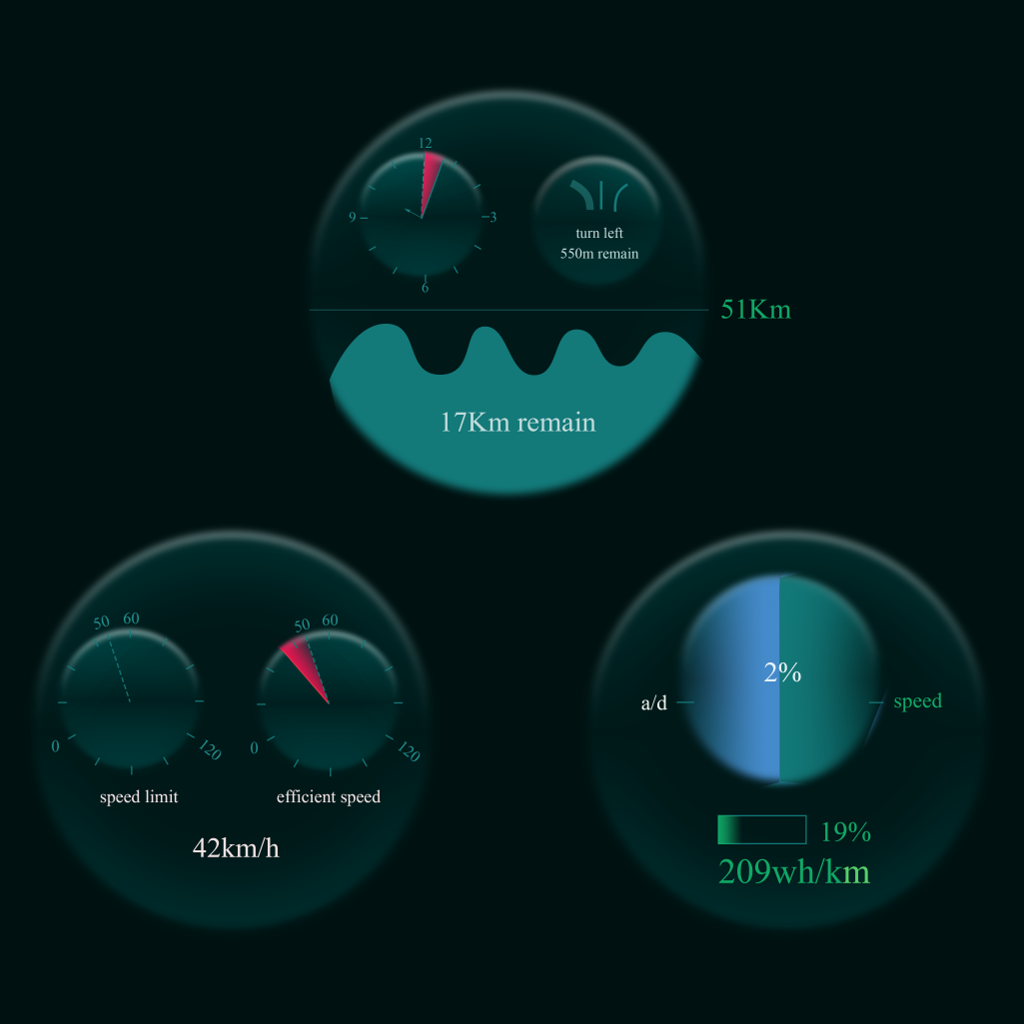 12
9
3
6
turn left
550m remain
51Km
17Km remain
50 60
0
120
speed limit
50 60
0
120
efficient speed
42km/h
2%
a/d
speed
19%
209wh/km